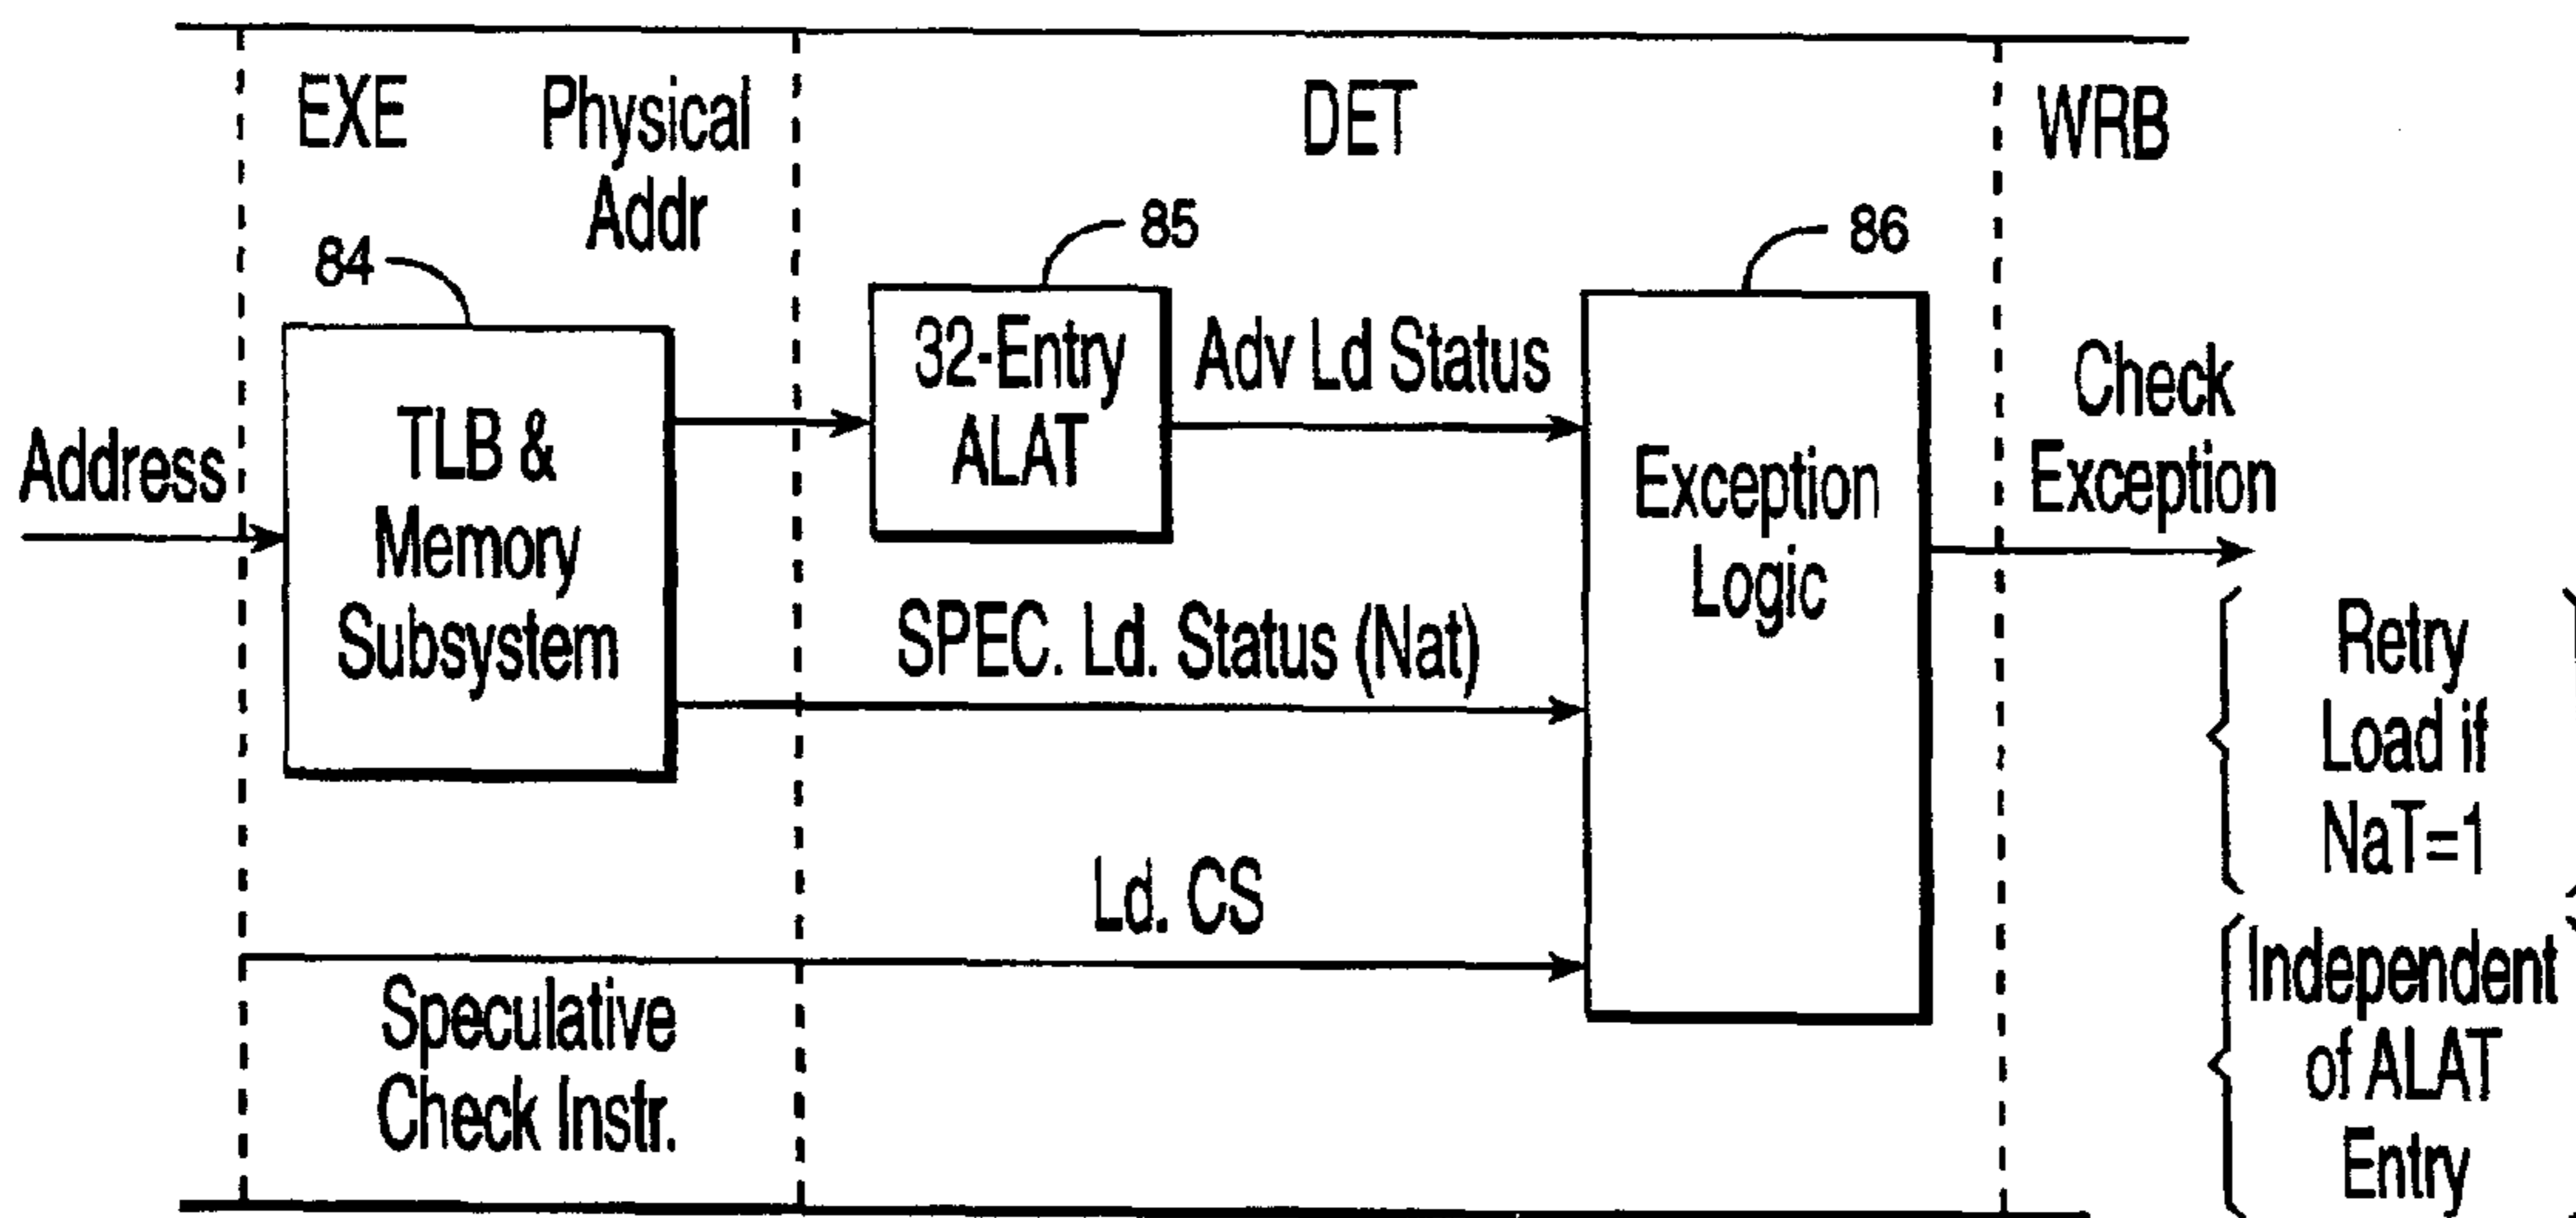 EXE
Physical
Addr
DET
WRB
84
85
86
Address
TLB &
Memory
Subsystem
32-Entry
ALAT
Adv Ld Status
Exception
Logic
Check
Exception
SPEC. Ld. Status (Nat)
Retry
Load if
NaT=1
Ld. CS
Speculative
Check Instr.
Independent
of ALAT
Entry